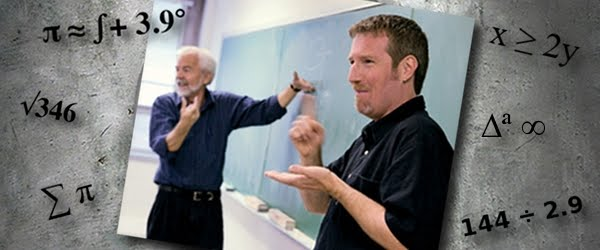 π ≈ ∫ + 3.9°
x ≥ 2y
√346
Δᵃ ∞
∑ π
144 ÷ 2.9